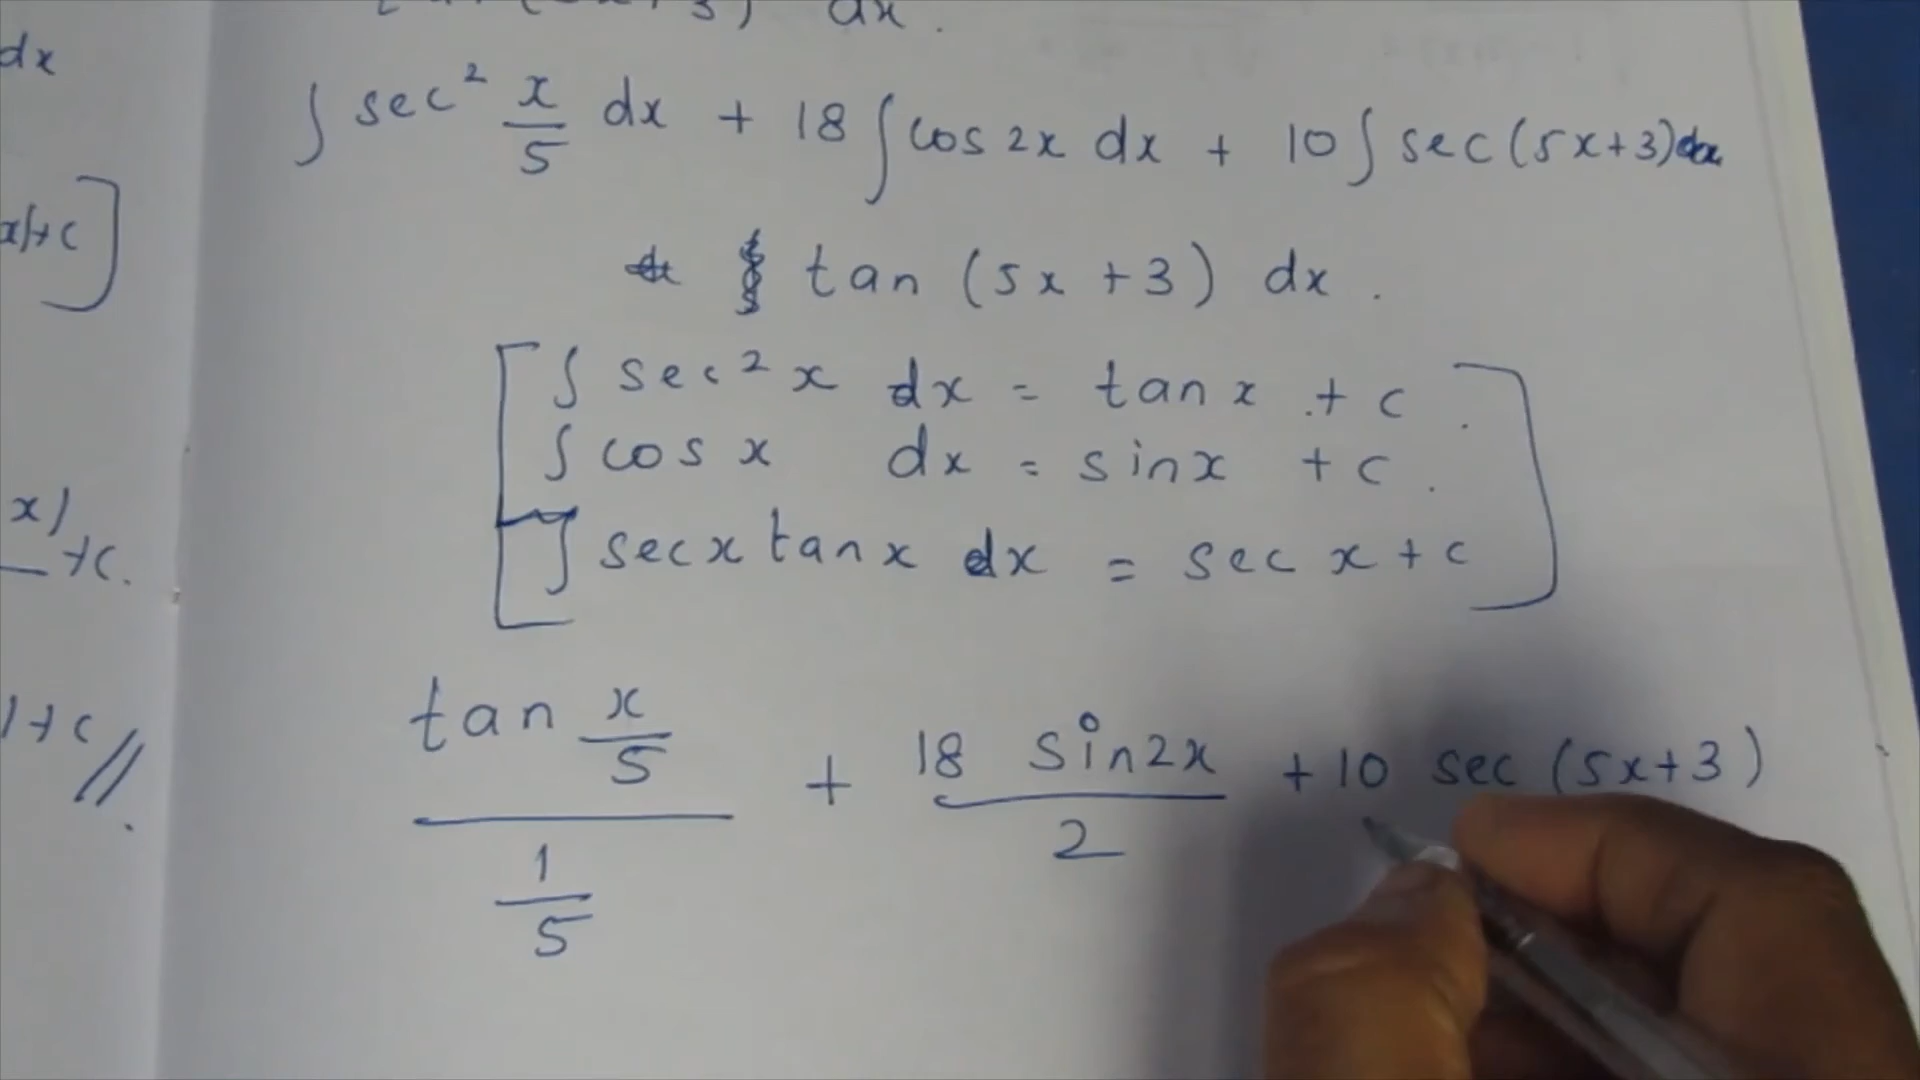 dx
∫ sec² x/5 dx + 18 ∫ cos 2x dx + 10 ∫ sec (5x+3)dx
tan (5x + 3) dx .
[ ∫ sec² x dx = tan x + c .
∫ cos x dx = sin x + c .
∫ sec x tan x dx = sec x + c ]
tan x/5 / 1/5 + 18 sin2x / 2 + 10 sec (5x+3)
+c ]
x)
+c.
+c //.